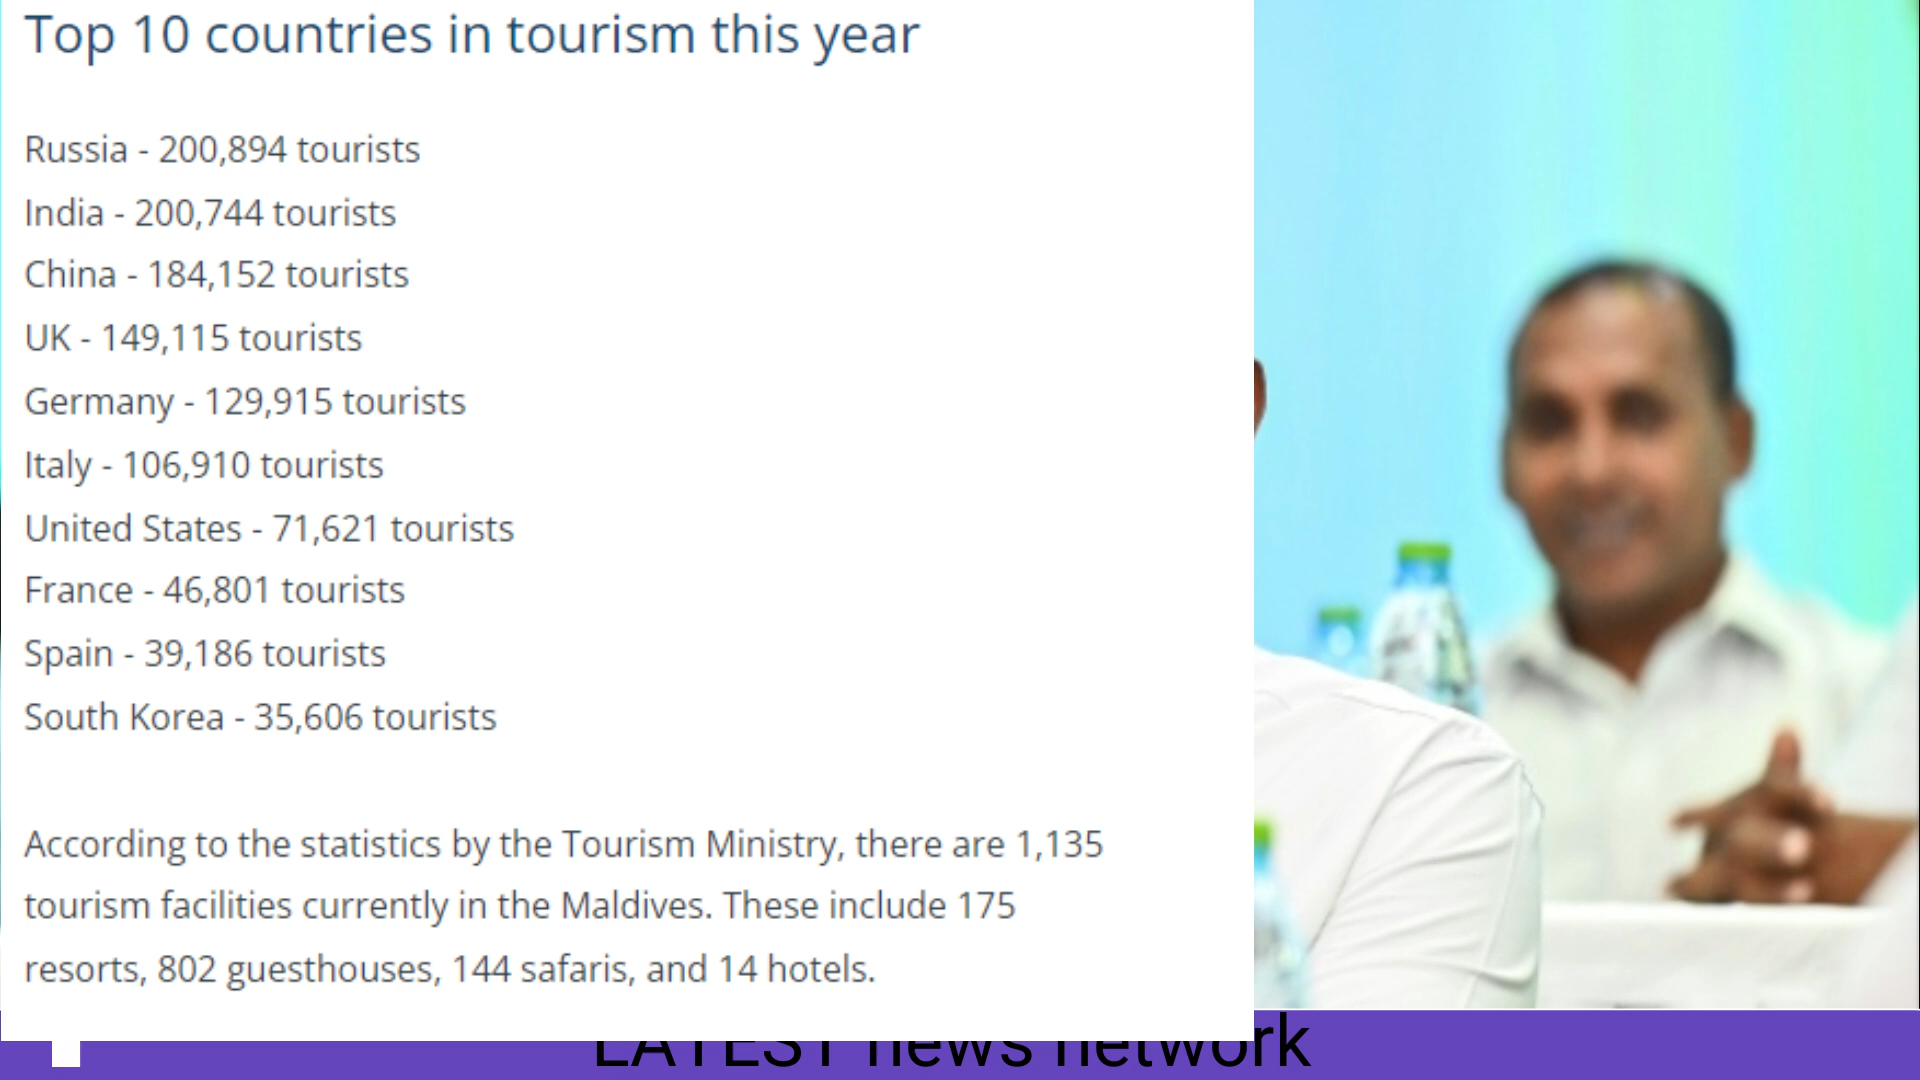 Top 10 countries in tourism this year
Russia - 200,894 tourists
India - 200,744 tourists
China - 184,152 tourists
UK - 149,115 tourists
Germany - 129,915 tourists
Italy - 106,910 tourists
United States - 71,621 tourists
France - 46,801 tourists
Spain - 39,186 tourists
South Korea - 35,606 tourists
According to the statistics by the Tourism Ministry, there are 1,135
tourism facilities currently in the Maldives. These include 175
resorts, 802 guesthouses, 144 safaris, and 14 hotels.
LATEST news network